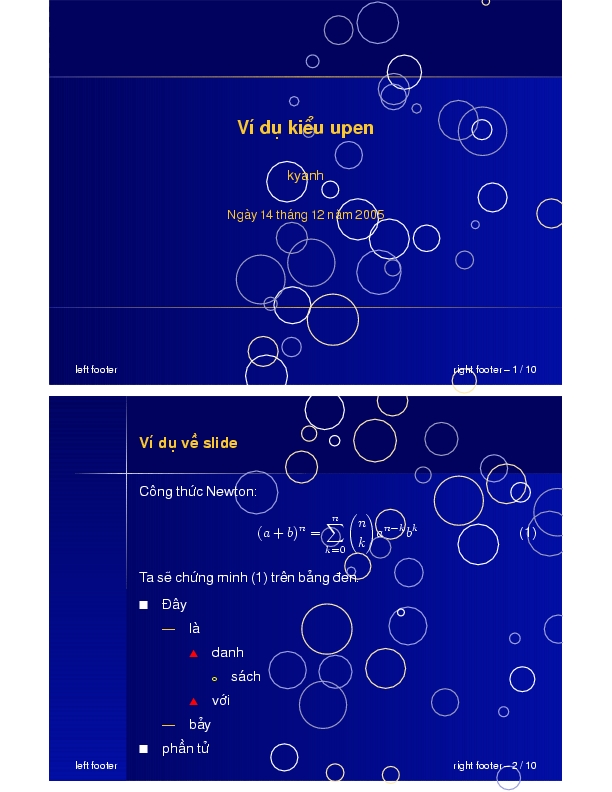 Ví dụ kiểu upen
kyanh
Ngày 14 tháng 12 năm 2005
left footer
right footer – 1 / 10
Ví dụ về slide
Công thức Newton:
(a + b)^n = \sum_{k=0}^{n} \binom{n}{k} a^{n-k} b^k (1)
Ta sẽ chứng minh (1) trên bảng đen.
■ Đây
— là
▲ danh
○ sách
▲ với
— bảy
■ phần tử
left footer
right footer – 2 / 10